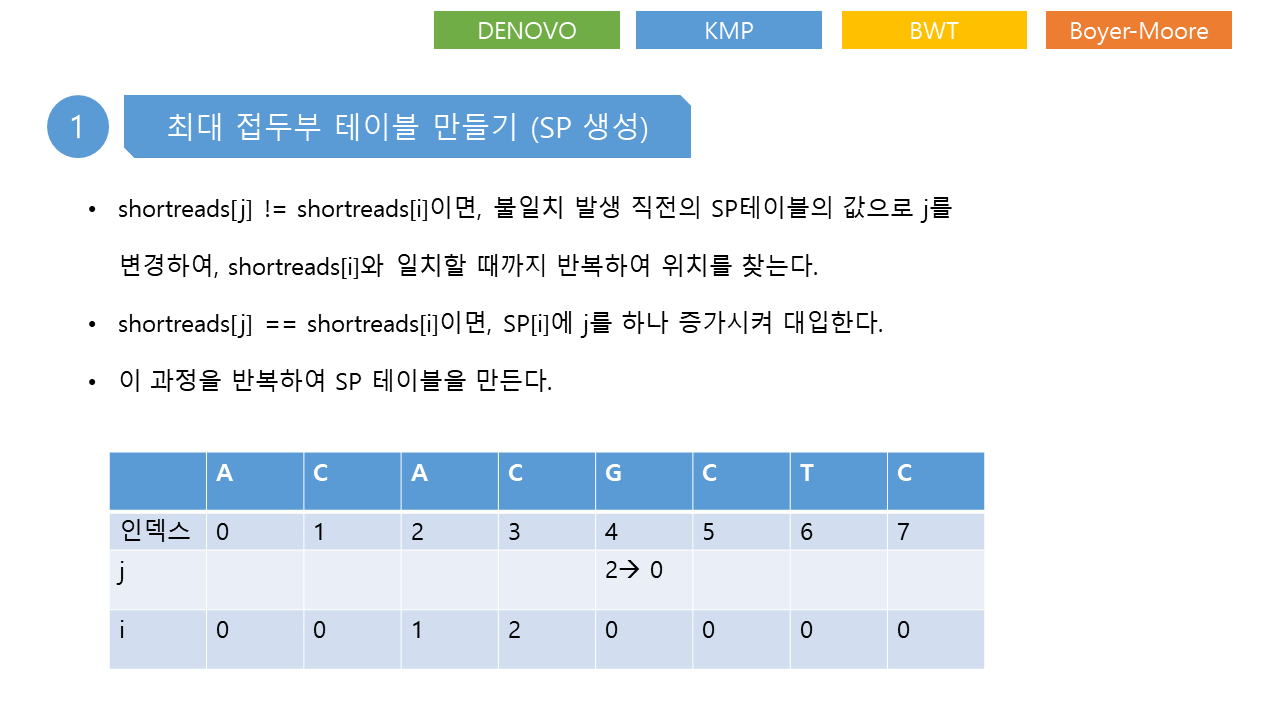 DENOVO KMP BWT Boyer-Moore
1 최대 접두부 테이블 만들기 (SP 생성)
• shortreads[j] != shortreads[i]이면, 불일치 발생 직전의 SP테이블의 값으로 j를
변경하여, shortreads[i]와 일치할 때까지 반복하여 위치를 찾는다.
• shortreads[j] == shortreads[i]이면, SP[i]에 j를 하나 증가시켜 대입한다.
• 이 과정을 반복하여 SP 테이블을 만든다.
A C A C G C T C
인덱스 0 1 2 3 4 5 6 7
j 2→ 0
i 0 0 1 2 0 0 0 0